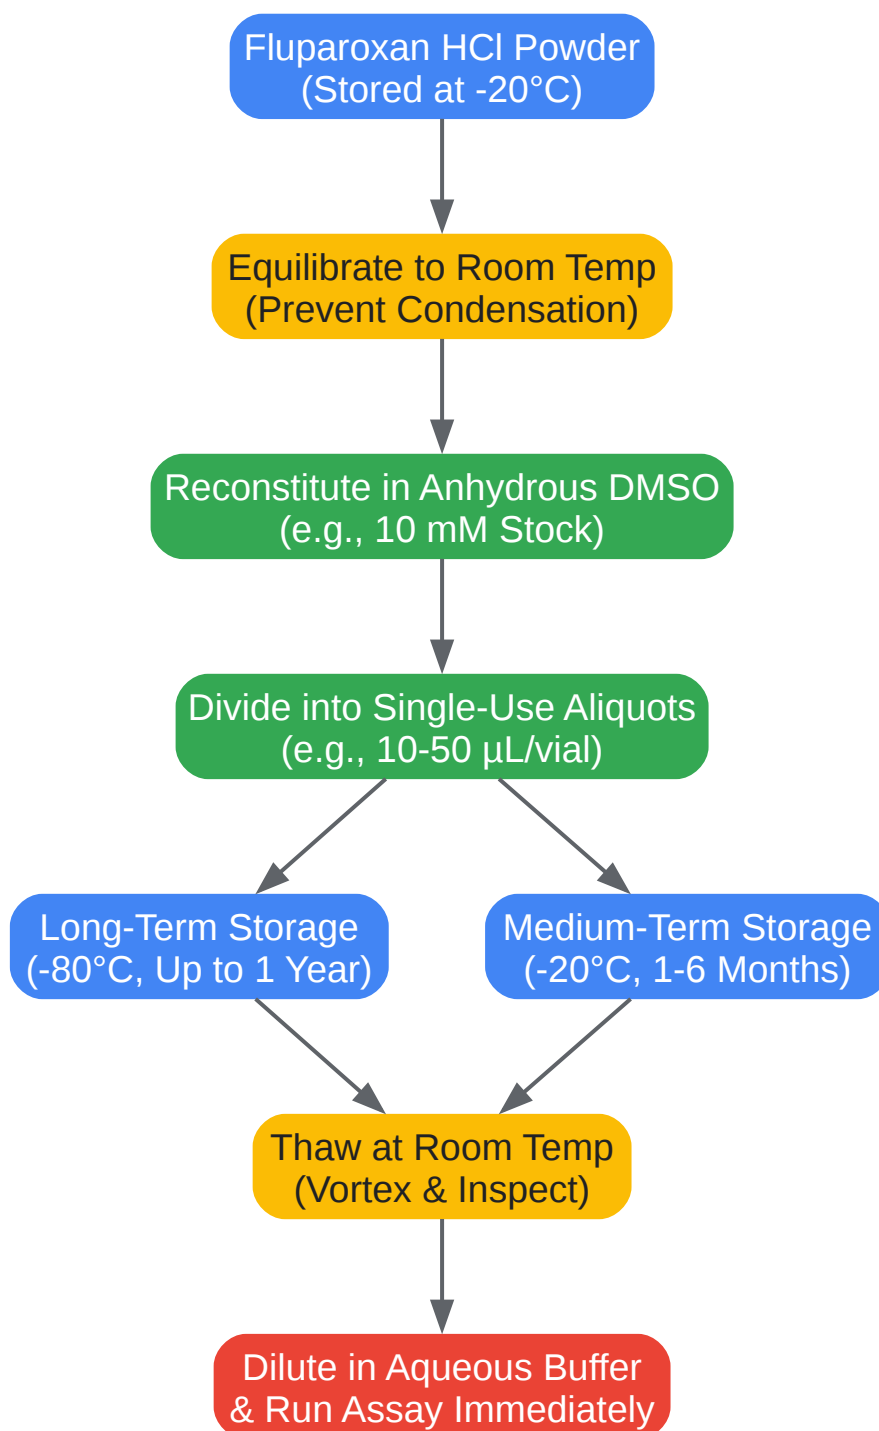 Fluparoxan HCl Powder
(Stored at -20°C)
Equilibrate to Room Temp
(Prevent Condensation)
Reconstitute in Anhydrous DMSO
(e.g., 10 mM Stock)
Divide into Single-Use Aliquots
(e.g., 10-50 µL/vial)
Long-Term Storage
(-80°C, Up to 1 Year)
Medium-Term Storage
(-20°C, 1-6 Months)
Thaw at Room Temp
(Vortex & Inspect)
Dilute in Aqueous Buffer
& Run Assay Immediately